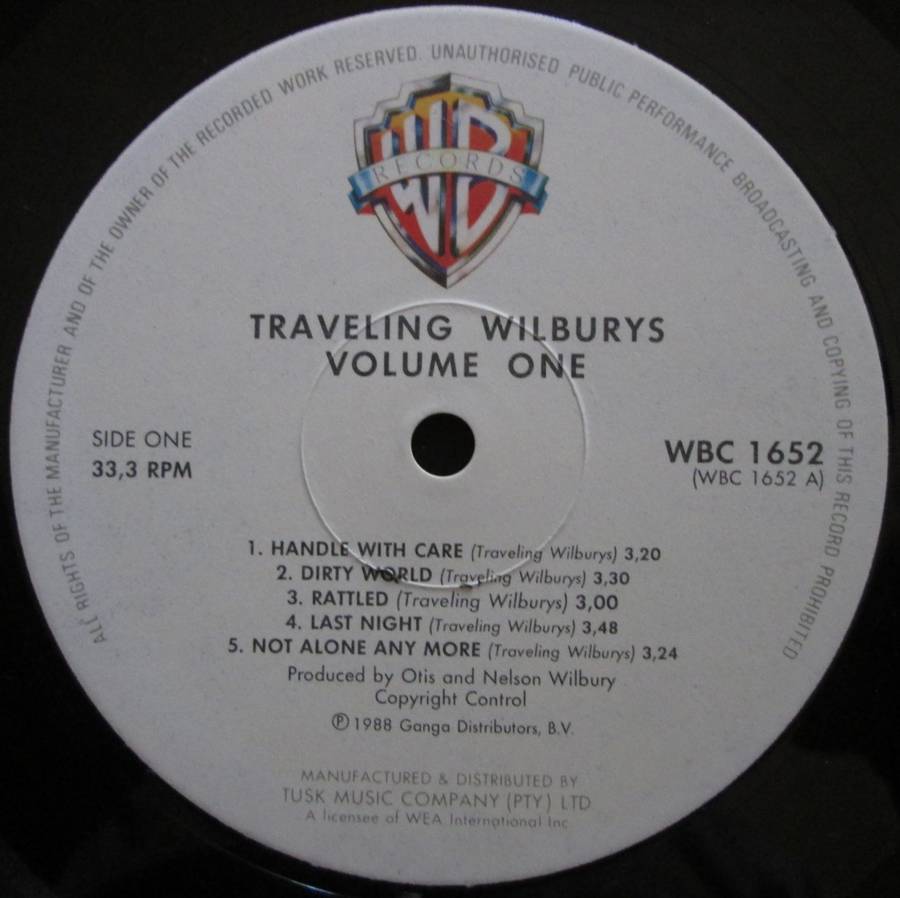 ALL RIGHTS OF THE MANUFACTURER AND OF THE OWNER OF THE RECORDED WORK RESERVED. UNAUTHORISED PUBLIC PERFORMANCE BROADCASTING AND COPYING OF THIS RECORD PROHIBITED
WB
RECORDS
TRAVELING WILBURYS
VOLUME ONE
SIDE ONE
33,3 RPM
WBC 1652
(WBC 1652 A)
1. HANDLE WITH CARE (Traveling Wilburys) 3,20
2. DIRTY WORLD (Traveling Wilburys) 3,30
3. RATTLED (Traveling Wilburys) 3,00
4. LAST NIGHT (Traveling Wilburys) 3,48
5. NOT ALONE ANY MORE (Traveling Wilburys) 3,24
Produced by Otis and Nelson Wilbury
Copyright Control
Ⓟ 1988 Ganga Distributors, B.V.
MANUFACTURED & DISTRIBUTED BY
TUSK MUSIC COMPANY (PTY) LTD
A licensee of WEA International Inc